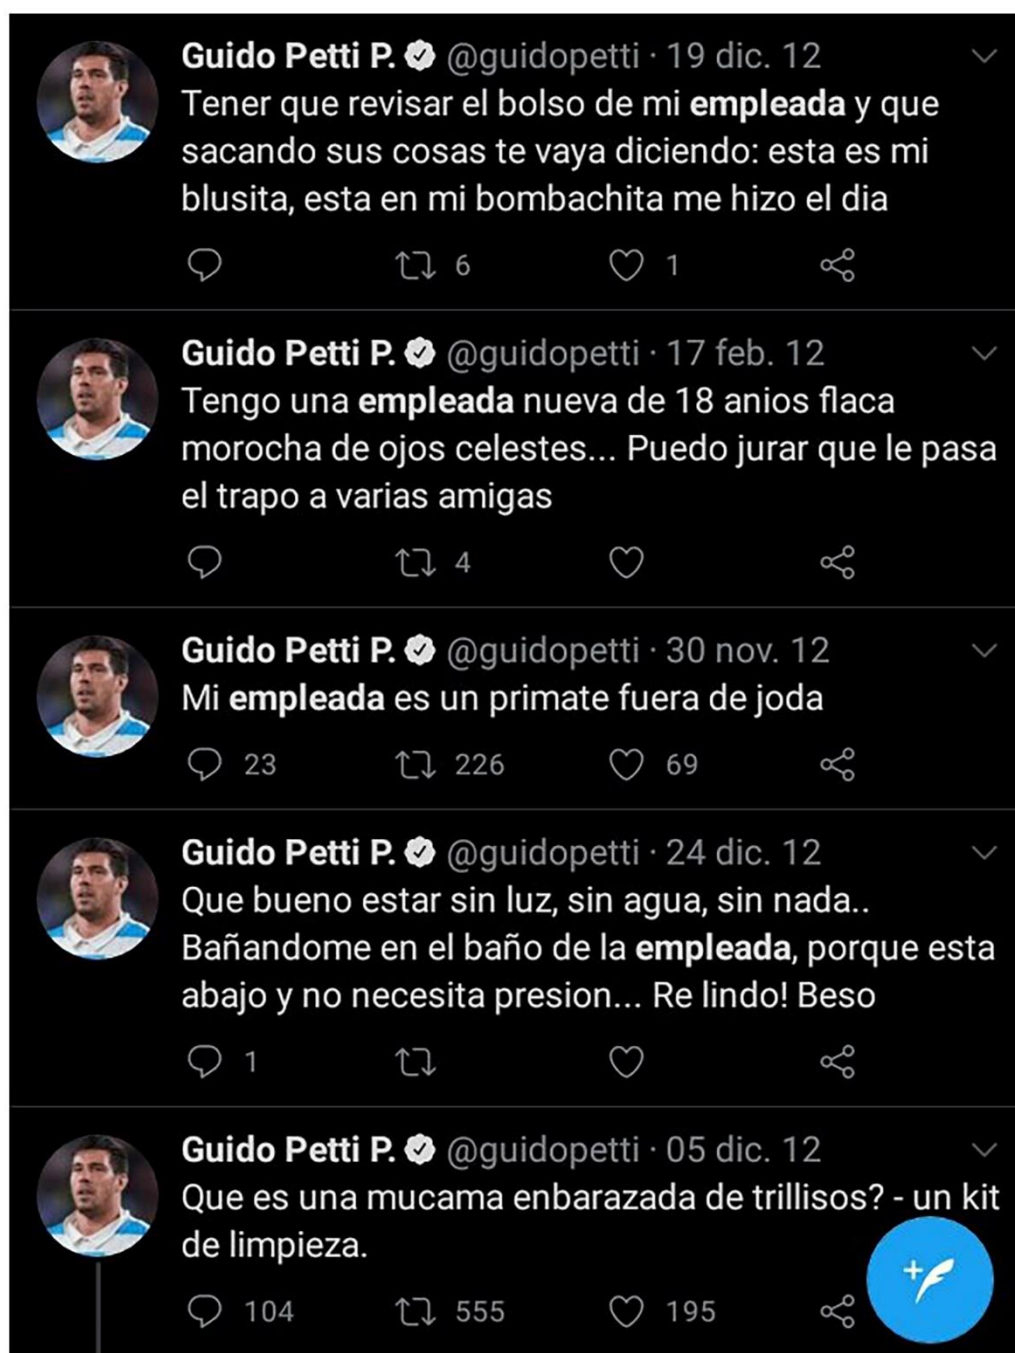 Guido Petti P. @guidopetti · 19 dic. 12
Tener que revisar el bolso de mi empleada y que
sacando sus cosas te vaya diciendo: esta es mi
blusita, esta en mi bombachita me hizo el dia
6 1
Guido Petti P. @guidopetti · 17 feb. 12
Tengo una empleada nueva de 18 anios flaca
morocha de ojos celestes... Puedo jurar que le pasa
el trapo a varias amigas
4
Guido Petti P. @guidopetti · 30 nov. 12
Mi empleada es un primate fuera de joda
23 226 69
Guido Petti P. @guidopetti · 24 dic. 12
Que bueno estar sin luz, sin agua, sin nada..
Bañandome en el baño de la empleada, porque esta
abajo y no necesita presion... Re lindo! Beso
1
Guido Petti P. @guidopetti · 05 dic. 12
Que es una mucama enbarazada de trillisos? - un kit
de limpieza.
104 555 195